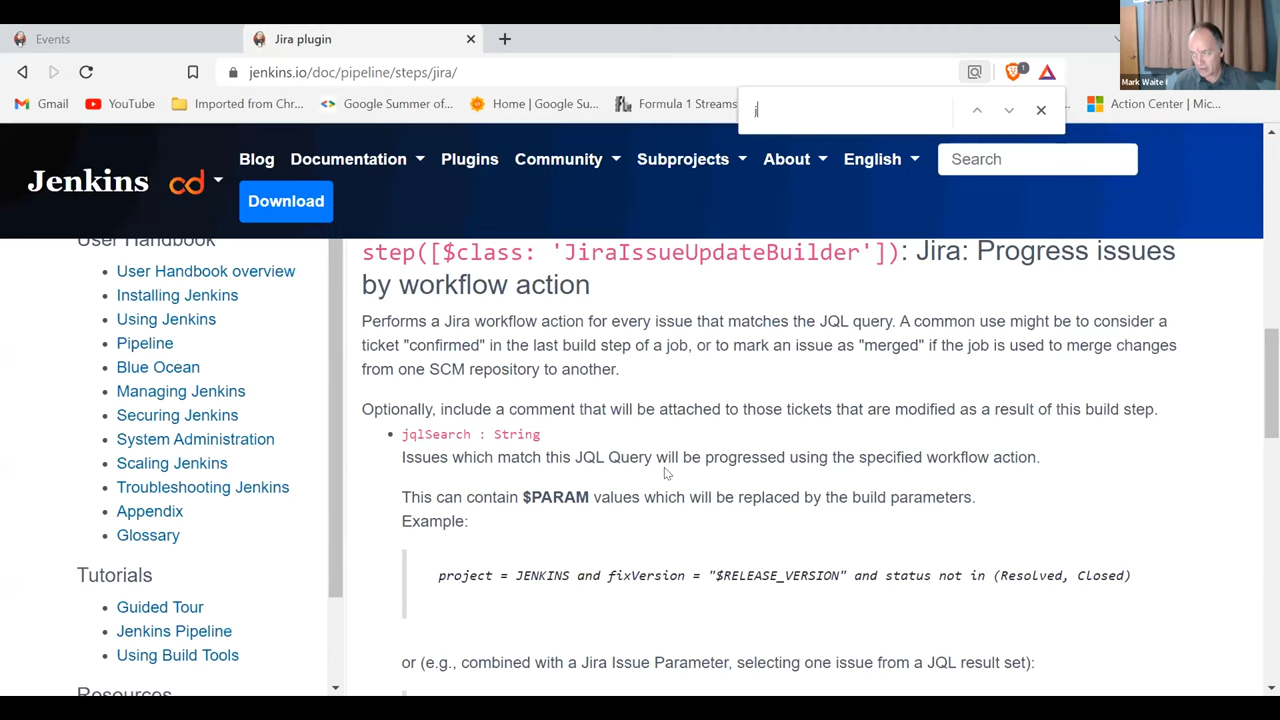 Events
Jira plugin
jenkins.io/doc/pipeline/steps/jira/
1
Mark Waite
Gmail
YouTube
Imported from Chr...
Google Summer of...
Home | Google Su...
Formula 1 Streams
Action Center | Mic...
j
Jenkins
cd
Blog
Documentation
Plugins
Community
Subprojects
About
English
Search
Download
User Handbook
User Handbook overview
Installing Jenkins
Using Jenkins
Pipeline
Blue Ocean
Managing Jenkins
Securing Jenkins
System Administration
Scaling Jenkins
Troubleshooting Jenkins
Appendix
Glossary
Tutorials
Guided Tour
Jenkins Pipeline
Using Build Tools
Resources
step([$class: 'JiraIssueUpdateBuilder']): Jira: Progress issues
by workflow action
Performs a Jira workflow action for every issue that matches the JQL query. A common use might be to consider a
ticket "confirmed" in the last build step of a job, or to mark an issue as "merged" if the job is used to merge changes
from one SCM repository to another.
Optionally, include a comment that will be attached to those tickets that are modified as a result of this build step.
jqlSearch : String
Issues which match this JQL Query will be progressed using the specified workflow action.
This can contain $PARAM values which will be replaced by the build parameters.
Example:
project = JENKINS and fixVersion = "$RELEASE_VERSION" and status not in (Resolved, Closed)
or (e.g., combined with a Jira Issue Parameter, selecting one issue from a JQL result set):